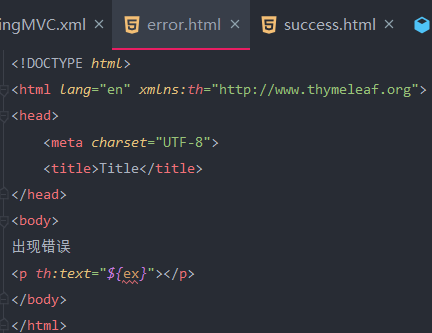 ingMVC.xml × error.html × success.html ×
<!DOCTYPE html>
<html lang="en" xmlns:th="http://www.thymeleaf.org">
<head>
    <meta charset="UTF-8">
    <title>Title</title>
</head>
<body>
出现错误
<p th:text="${ex}"></p>
</body>
</html>